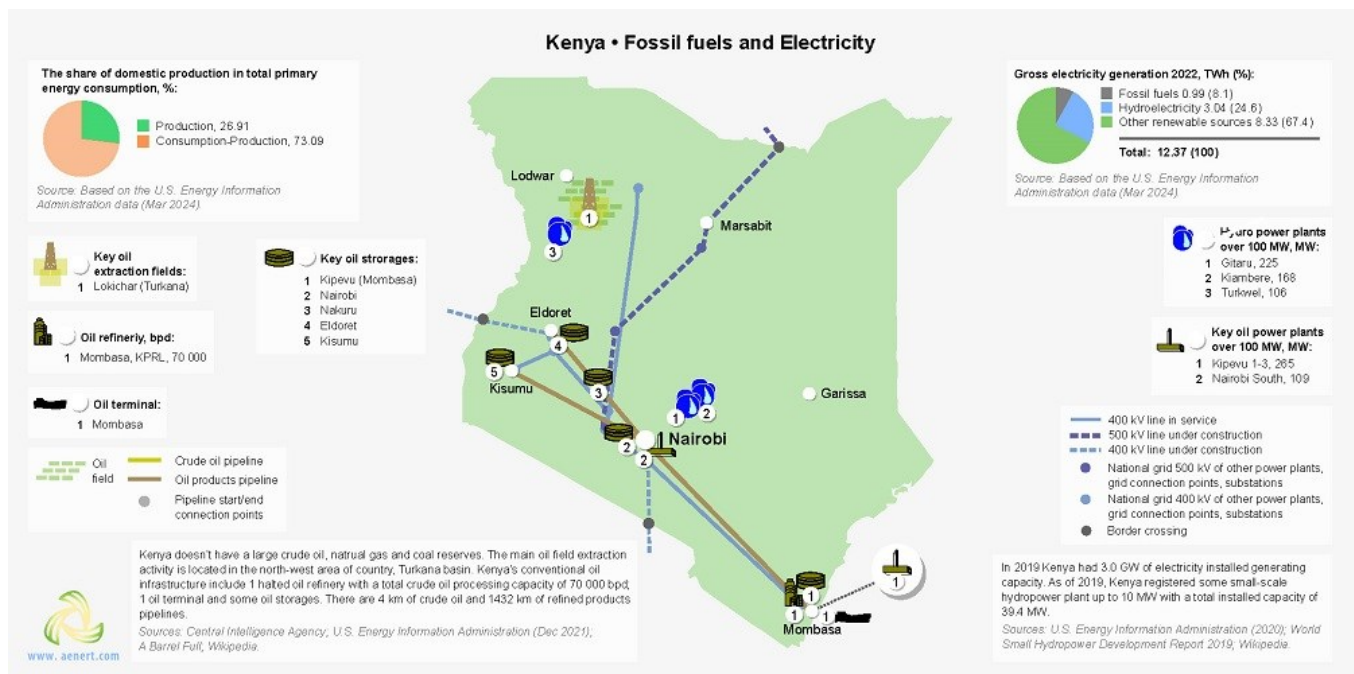 Kenya • Fossil fuels and Electricity
The share of domestic production in total primary
energy consumption, %:
Production, 26.91
Consumption-Production, 73.09
Source: Based on the U.S. Energy Information
Administration data (Mar 2024)
Key oil
extraction fields:
1 Lokichar (Turkana)
Oil refineriy, bpd:
1 Mombasa, KPRL, 70 000
Oil terminal:
1 Mombasa
Key oil strorages:
1 Kipevu (Mombasa)
2 Nairobi
3 Nakuru
4 Eldoret
5 Kisumu
Oil
field
Crude oil pipeline
Oil products pipeline
Pipeline start/end
connection points
Lodwar
1
3
Marsabit
Eldoret
4
5
Kisumu
3
1
2
Garissa
Nairobi
2
2
1
1
1
1
Mombasa
Gross electricity generation 2022, TWh (%):
Fossil fuels 0.99 (8.1)
Hydroelectricity 3.04 (24.6)
Other renewable sources 8.33 (67.4)
Total: 12.37 (100)
Source: Based on the U.S. Energy Information
Administration data (Mar 2024)
power plants
over 100 MW, MW:
1 Gitaru, 225
2 Kiambere, 168
3 Turkwel, 106
Key oil power plants
over 100 MW, MW:
1 Kipevu 1-3, 265
2 Nairobi South, 109
400 kV line in service
500 kV line under construction
400 kV line under construction
National grid 500 kV of other power plants,
grid connection points, substations
National grid 400 kV of other power plants,
grid connection points, substations
Border crossing
Kenya doesn't have a large crude oil, natrual gas and coal reserves. The main oil field extraction
activity is located in the north-west area of country, Turkana basin. Kenya's conventional oil
infrastructure include 1 halted oil refinery with a total crude oil processing capacity of 70 000 bpd,
1 oil terminal and some oil storages. There are 4 km of crude oil and 1432 km of refined products
pipelines.
Sources: Central Intelligence Agency; U.S. Energy Information Administration (Dec 2021);
A Barrel Full; Wikipedia.
In 2019 Kenya had 3.0 GW of electricity installed generating
capacity. As of 2019, Kenya registered some small-scale
hydropower plant up to 10 MW with a total installed capacity of
39.4 MW.
Sources: U.S. Energy Information Administration (2020); World
Small Hydropower Development Report 2019; Wikipedia.
www.aenert.com